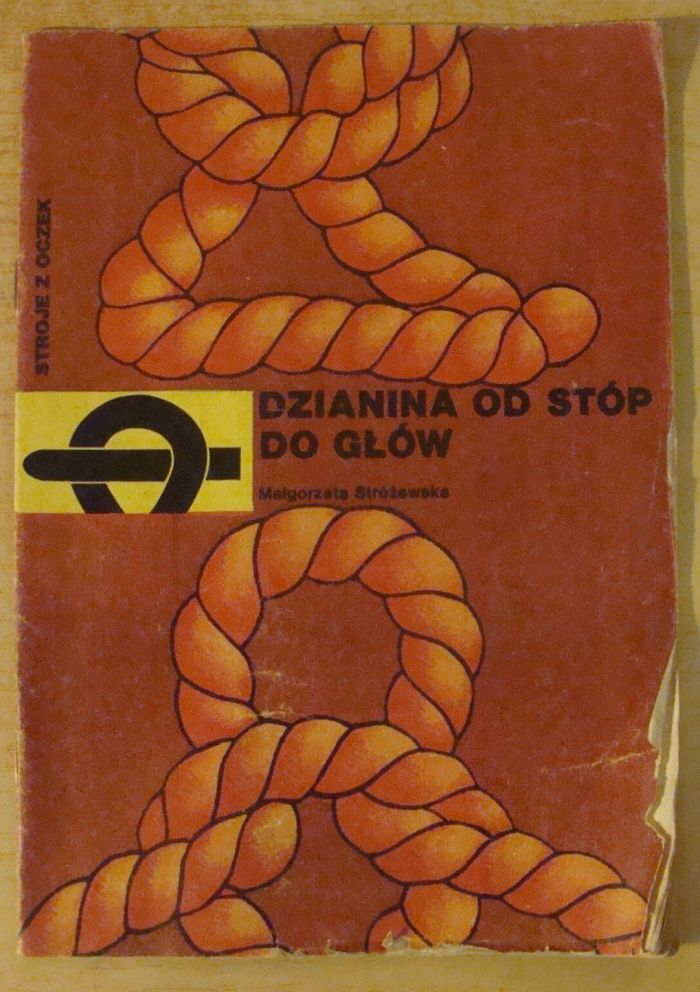 STROJE Z OCZEK
DZIANINA OD STÓP
DO GŁÓW
Małgorzata Stróżewska